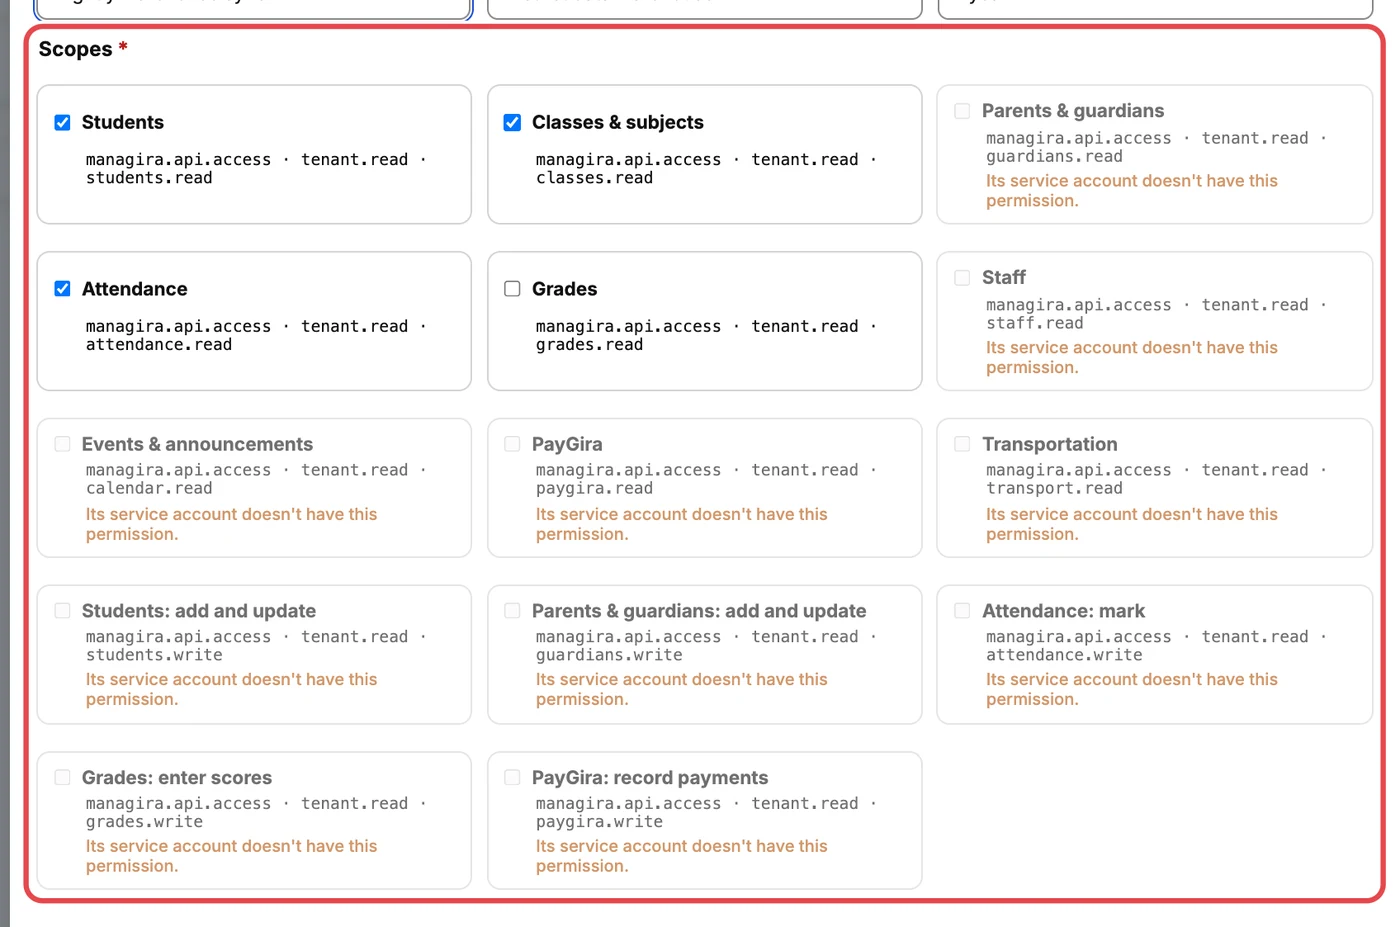 Scopes *
Students
managira.api.access · tenant.read ·
students.read
Classes & subjects
managira.api.access · tenant.read ·
classes.read
Parents & guardians
managira.api.access · tenant.read ·
guardians.read
Its service account doesn't have this
permission.
Attendance
managira.api.access · tenant.read ·
attendance.read
Grades
managira.api.access · tenant.read ·
grades.read
Staff
managira.api.access · tenant.read ·
staff.read
Its service account doesn't have this
permission.
Events & announcements
managira.api.access · tenant.read ·
calendar.read
Its service account doesn't have this
permission.
PayGira
managira.api.access · tenant.read ·
paygira.read
Its service account doesn't have this
permission.
Transportation
managira.api.access · tenant.read ·
transport.read
Its service account doesn't have this
permission.
Students: add and update
managira.api.access · tenant.read ·
students.write
Its service account doesn't have this
permission.
Parents & guardians: add and update
managira.api.access · tenant.read ·
guardians.write
Its service account doesn't have this
permission.
Attendance: mark
managira.api.access · tenant.read ·
attendance.write
Its service account doesn't have this
permission.
Grades: enter scores
managira.api.access · tenant.read ·
grades.write
Its service account doesn't have this
permission.
PayGira: record payments
managira.api.access · tenant.read ·
paygira.write
Its service account doesn't have this
permission.